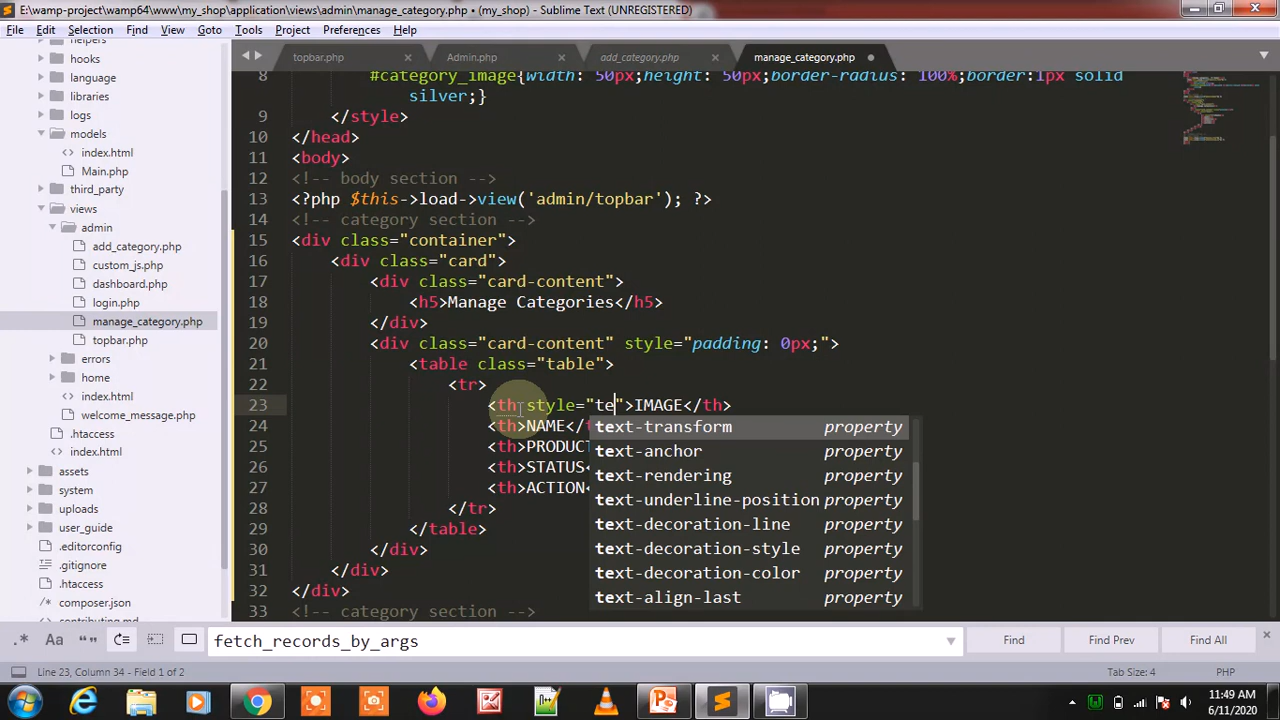 E:\wamp-project\wamp64\www\my_shop\application\views\admin\manage_category.php • (my_shop) - Sublime Text (UNREGISTERED)
File Edit Selection Find View Goto Tools Project Preferences Help
helpers
hooks
language
libraries
logs
models
index.html
Main.php
third_party
views
admin
add_category.php
custom_js.php
dashboard.php
login.php
manage_category.php
topbar.php
errors
home
index.html
welcome_message.php
.htaccess
index.html
assets
system
uploads
user_guide
.editorconfig
.gitignore
.htaccess
composer.json
contributing.md
topbar.php Admin.php add_category.php manage_category.php
8 #category_image{width: 50px;height: 50px;border-radius: 100%;border:1px solid
silver;}
9 </style>
10 </head>
11 <body>
12 <!-- body section -->
13 <?php $this->load->view('admin/topbar'); ?>
14 <!-- category section -->
15 <div class="container">
16 <div class="card">
17 <div class="card-content">
18 <h5>Manage Categories</h5>
19 </div>
20 <div class="card-content" style="padding: 0px;">
21 <table class="table">
22 <tr>
23 <th style="te">IMAGE</th>
24 <th>NAME</
25 <th>PRODUCT
26 <th>STATUS<
27 <th>ACTION<
28 </tr>
29 </table>
30 </div>
31 </div>
32 </div>
33 <!-- category section -->
text-transform property
text-anchor property
text-rendering property
text-underline-position property
text-decoration-line property
text-decoration-style property
text-decoration-color property
text-align-last property
.* Aa “” fetch_records_by_args Find Find Prev Find All
Line 23, Column 34 - Field 1 of 2 Tab Size: 4 PHP
11:49 AM
6/11/2020